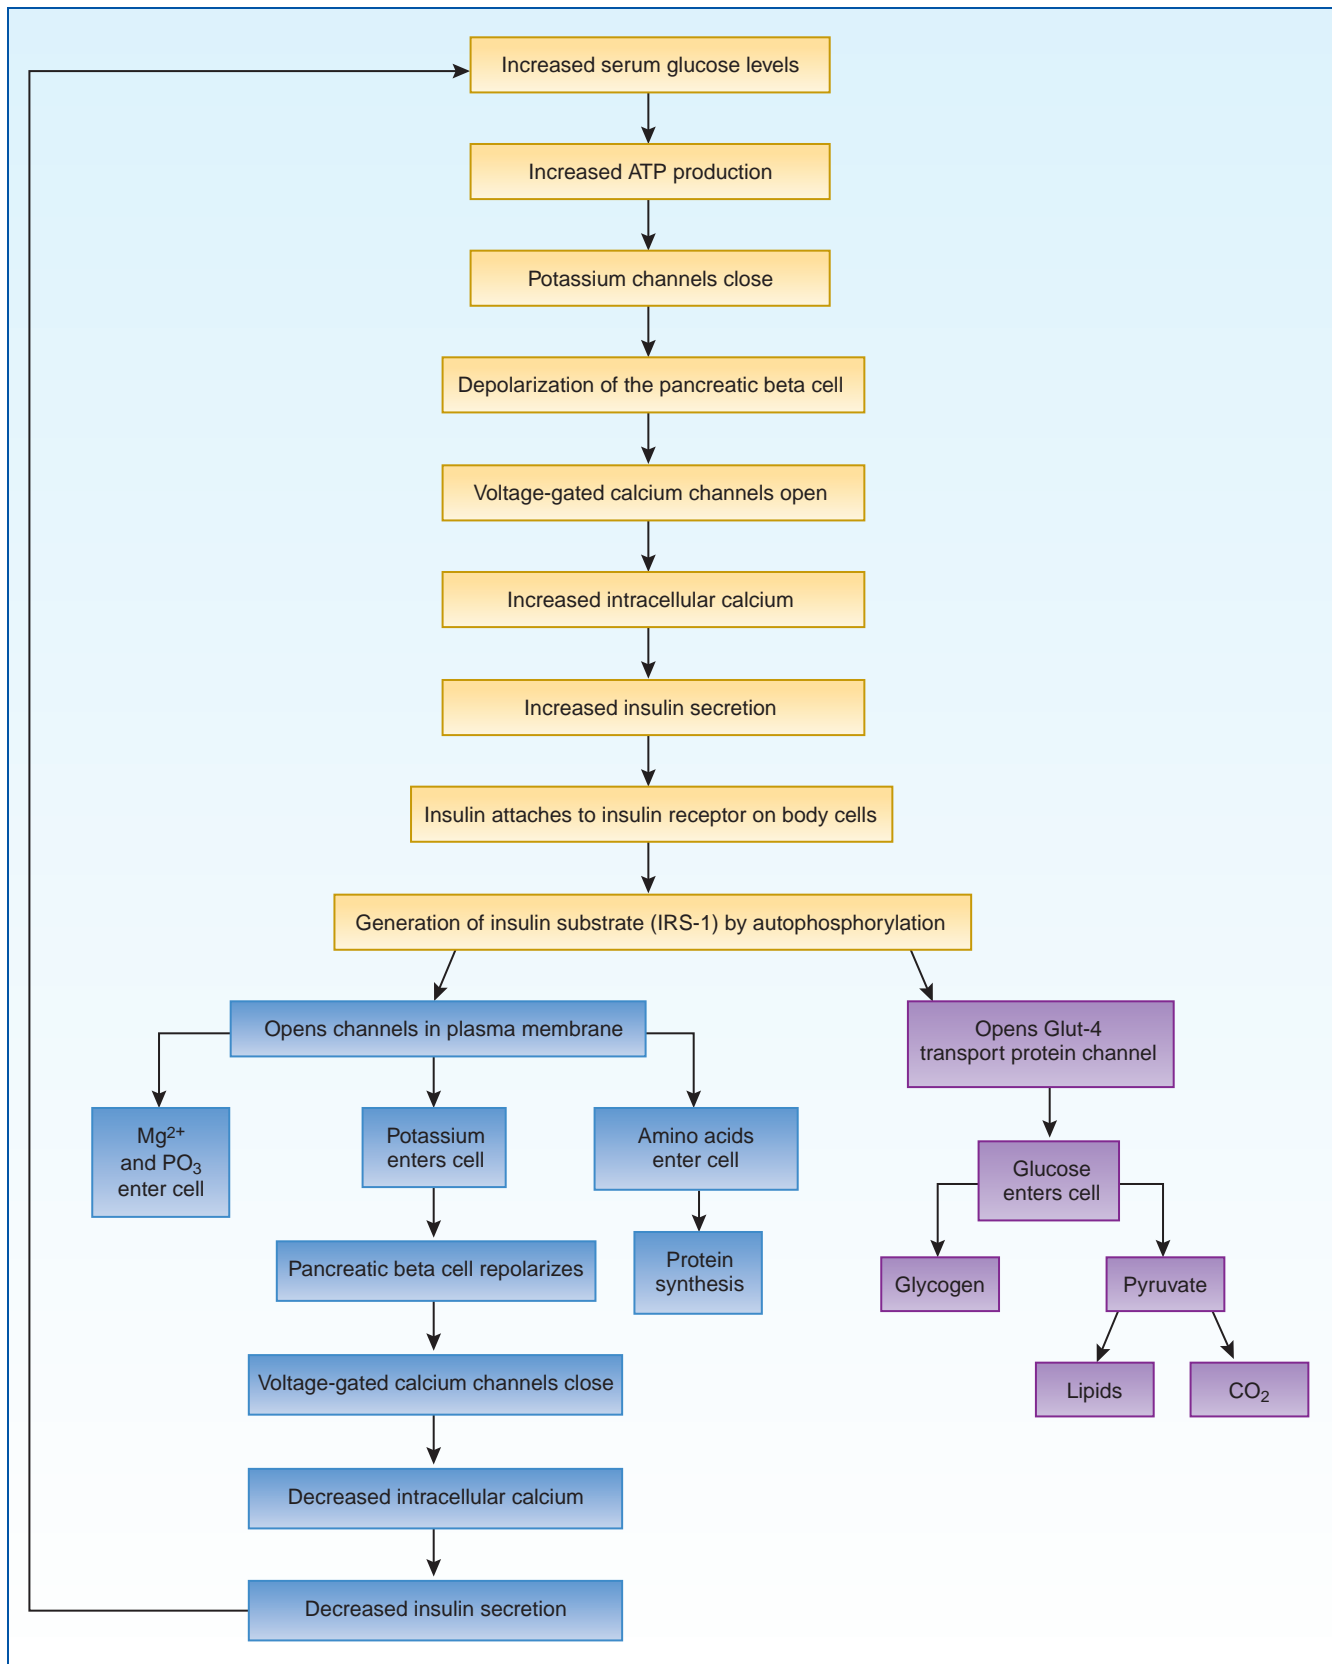 Increased serum glucose levels
Increased ATP production
Potassium channels close
Depolarization of the pancreatic beta cell
Voltage-gated calcium channels open
Increased intracellular calcium
Increased insulin secretion
Insulin attaches to insulin receptor on body cells
Generation of insulin substrate (IRS-1) by autophosphorylation
Opens channels in plasma membrane
Mg²⁺
and PO₃
enter cell
Potassium
enters cell
Amino acids
enter cell
Protein
synthesis
Pancreatic beta cell repolarizes
Voltage-gated calcium channels close
Decreased intracellular calcium
Decreased insulin secretion
Opens Glut-4
transport protein channel
Glucose
enters cell
Glycogen
Pyruvate
Lipids
CO₂